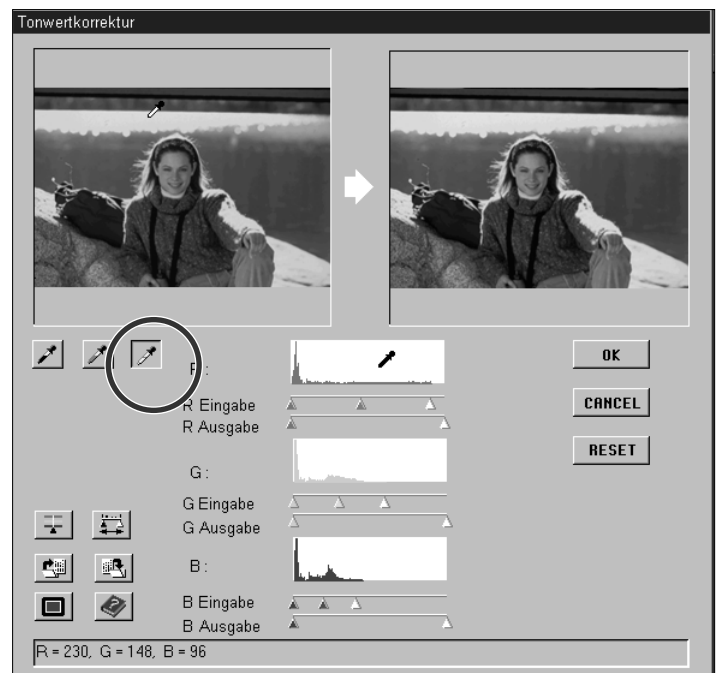 Tonwertkorrektur
R :
OK
R Eingabe
CANCEL
R Ausgabe
RESET
G :
G Eingabe
G Ausgabe
B :
B Eingabe
B Ausgabe
R = 230, G = 148, B = 96